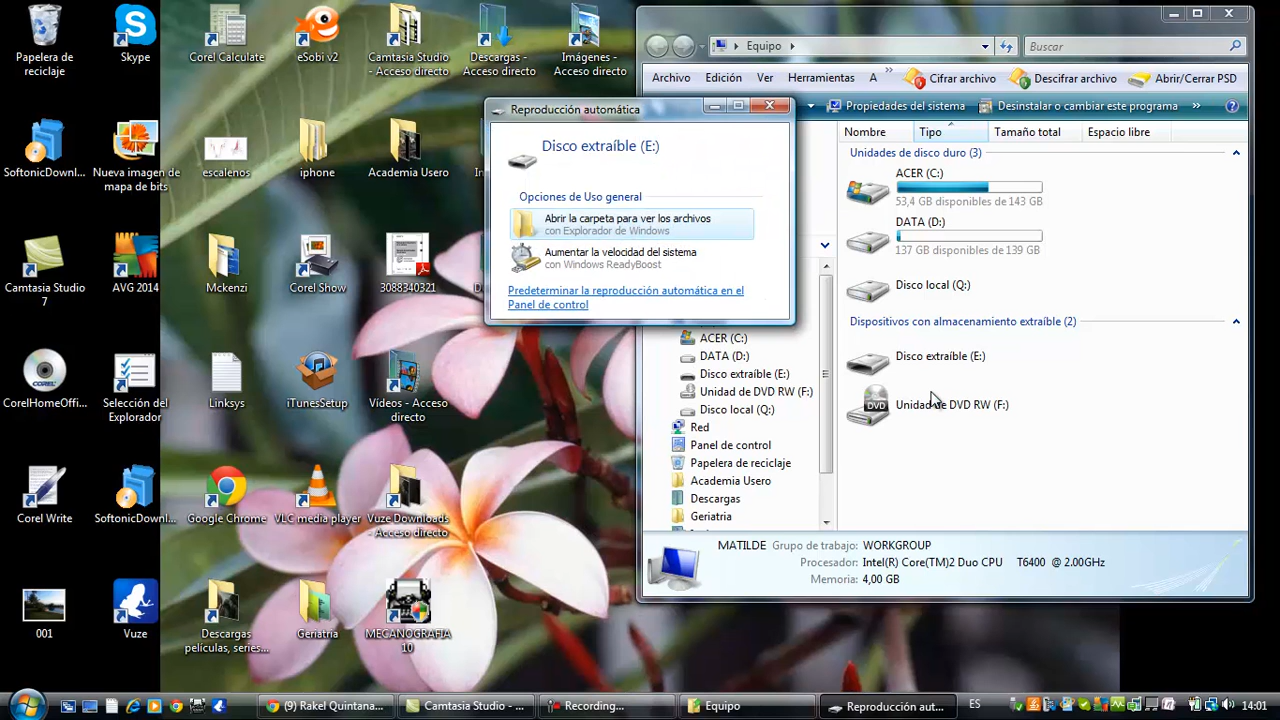 Papelera de
reciclaje
Skype
Corel Calculate
eSobi v2
Camtasia Studio
- Acceso directo
Descargas -
Acceso directo
Imágenes -
Acceso directo
SoftonicDownl...
Nueva imagen de
mapa de bits
escalenos
iphone
Academia Usero
Camtasia Studio
7
AVG 2014
Mckenzi
Corel Show
3088340321
CorelHomeOffi...
Selección del
Explorador
Linksys
iTunesSetup
Vídeos - Acceso
directo
Corel Write
SoftonicDownl...
Google Chrome
VLC media player
Vuze Downloads
- Acceso directo
001
Vuze
Descargas
películas, series...
Geriatria
MECANOGRAFIA
10
Reproducción automática
Disco extraíble (E:)
Opciones de Uso general
Abrir la carpeta para ver los archivos
con Explorador de Windows
Aumentar la velocidad del sistema
con Windows ReadyBoost
Predeterminar la reproducción automática en el
Panel de control
Equipo
Buscar
Archivo Edición Ver Herramientas A » Cifrar archivo Descifrar archivo Abrir/Cerrar PSD
Propiedades del sistema Desinstalar o cambiar este programa »
Nombre Tipo Tamaño total Espacio libre
Unidades de disco duro (3)
ACER (C:)
53,4 GB disponibles de 143 GB
DATA (D:)
137 GB disponibles de 139 GB
Disco local (Q:)
Dispositivos con almacenamiento extraíble (2)
Disco extraíble (E:)
DVD
Unidad de DVD RW (F:)
ACER (C:)
DATA (D:)
Disco extraíble (E:)
Unidad de DVD RW (F:)
Disco local (Q:)
Red
Panel de control
Papelera de reciclaje
Academia Usero
Descargas
Geriatria
MATILDE Grupo de trabajo: WORKGROUP
Procesador: Intel(R) Core(TM)2 Duo CPU T6400 @ 2.00GHz
Memoria: 4,00 GB
(9) Rakel Quintana...
Camtasia Studio - ...
Recording...
Equipo
Reproducción aut...
ES
14:01